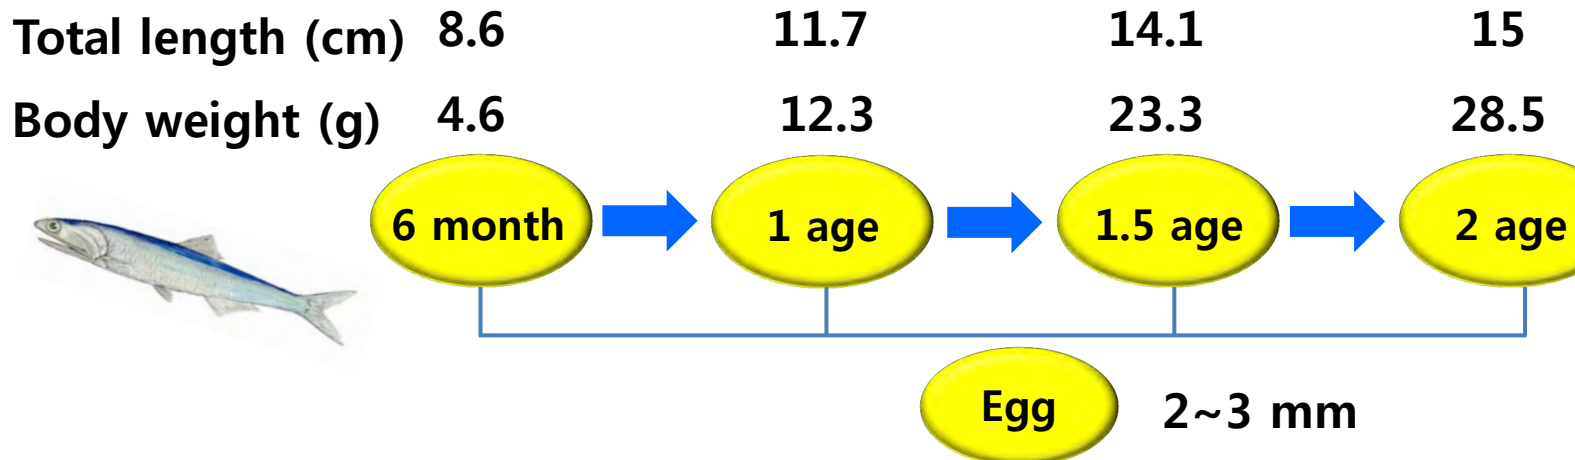 Total length (cm) 8.6 11.7 14.1 15
Body weight (g) 4.6 12.3 23.3 28.5
6 month 1 age 1.5 age 2 age
Egg 2~3 mm